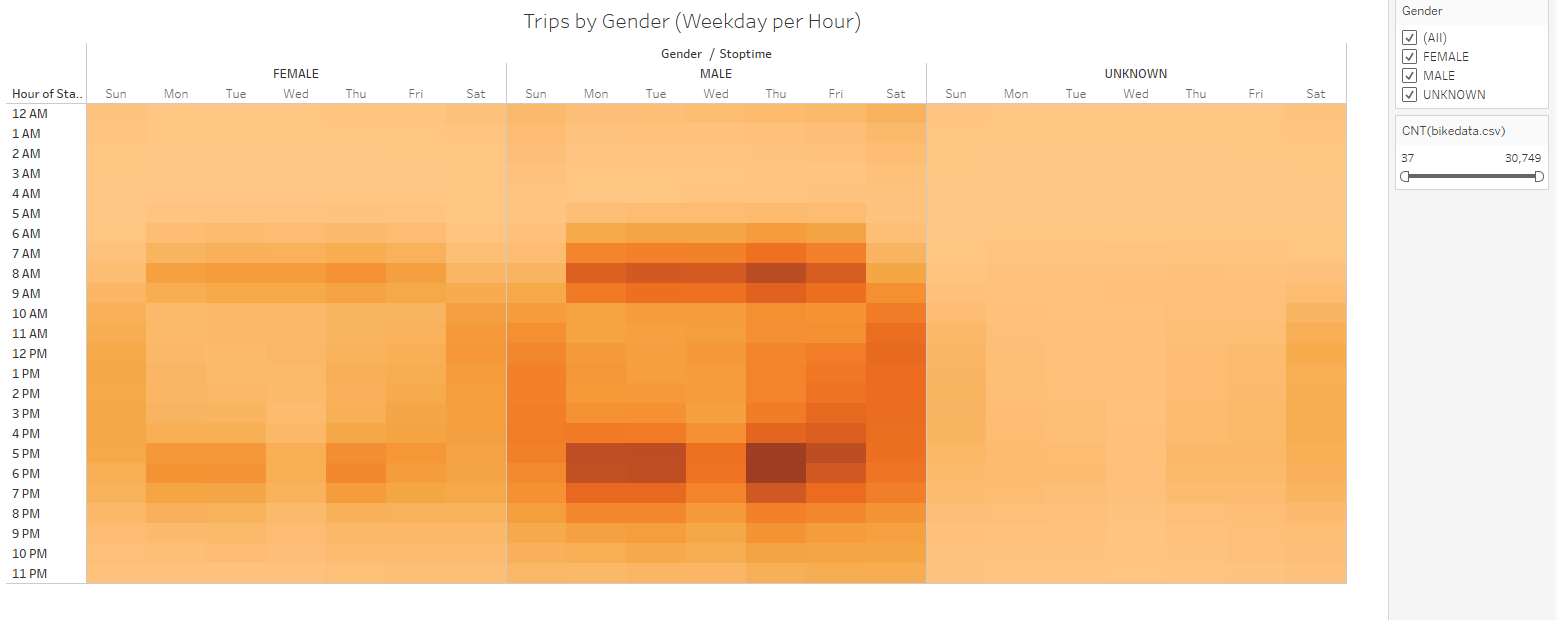 Trips by Gender (Weekday per Hour)
Gender / Stoptime
FEMALE MALE UNKNOWN
Hour of Sta.. Sun Mon Tue Wed Thu Fri Sat Sun Mon Tue Wed Thu Fri Sat Sun Mon Tue Wed Thu Fri Sat
12 AM
1 AM
2 AM
3 AM
4 AM
5 AM
6 AM
7 AM
8 AM
9 AM
10 AM
11 AM
12 PM
1 PM
2 PM
3 PM
4 PM
5 PM
6 PM
7 PM
8 PM
9 PM
10 PM
11 PM
Gender
(All)
FEMALE
MALE
UNKNOWN
CNT(bikedata.csv)
37 30,749